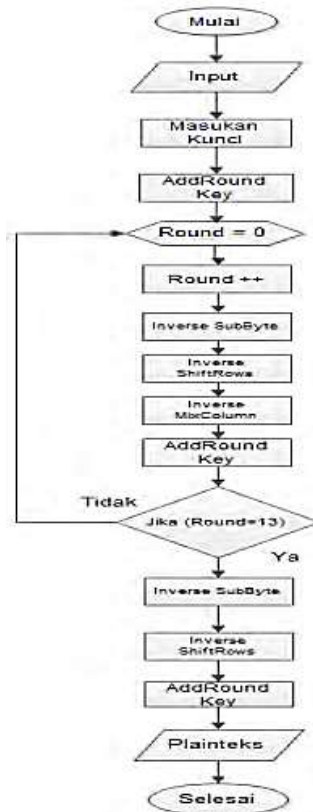 Mulai
Input
Masukan
Kunci
AddRound
Key
Round = 0
Round ++
Inverse SubByte
Inverse
ShiftRows
Inverse
MixColumn
AddRound
Key
Tidak
Jika (Round=13)
Ya
Inverse SubByte
Inverse
ShiftRows
AddRound
Key
Plainteks
Selesai